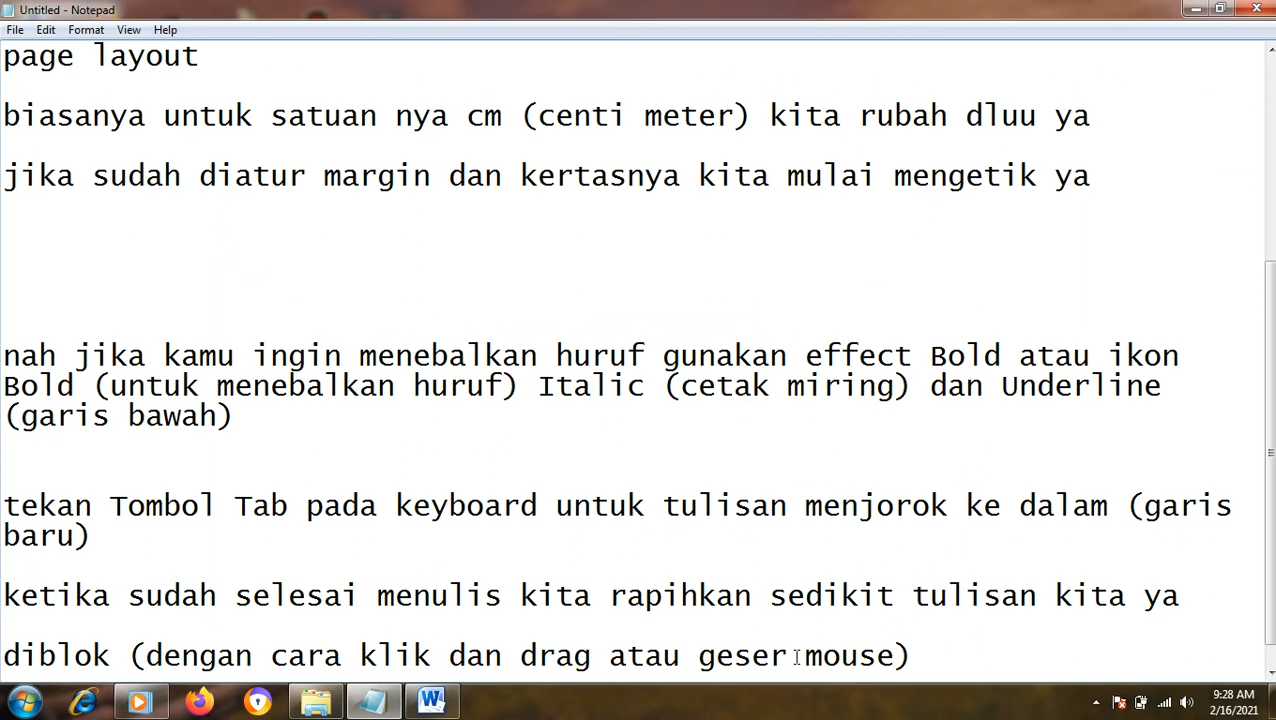 Untitled - Notepad
File Edit Format View Help
page layout
biasanya untuk satuan nya cm (centi meter) kita rubah dluu ya
jika sudah diatur margin dan kertasnya kita mulai mengetik ya
nah jika kamu ingin menebalkan huruf gunakan effect Bold atau ikon
Bold (untuk menebalkan huruf) Italic (cetak miring) dan Underline
(garis bawah)
tekan Tombol Tab pada keyboard untuk tulisan menjorok ke dalam (garis
baru)
ketika sudah selesai menulis kita rapihkan sedikit tulisan kita ya
diblok (dengan cara klik dan drag atau geser mouse)
9:28 AM
2/16/2021